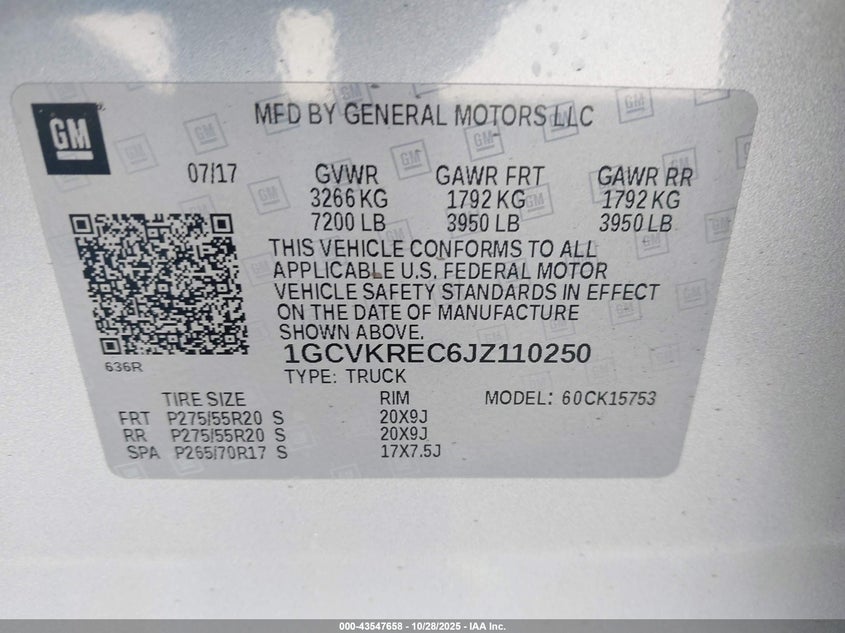 GM
MFD BY GENERAL MOTORS LLC
07/17 GVWR GAWR FRT GAWR RR
3266 KG 1792 KG 1792 KG
7200 LB 3950 LB 3950 LB
THIS VEHICLE CONFORMS TO ALL
APPLICABLE U.S. FEDERAL MOTOR
VEHICLE SAFETY STANDARDS IN EFFECT
ON THE DATE OF MANUFACTURE
SHOWN ABOVE.
1GCVKREC6JZ110250
636R
TYPE: TRUCK
TIRE SIZE RIM MODEL: 60CK15753
FRT P275/55R20 S 20X9J
RR P275/55R20 S 20X9J
SPA P265/70R17 S 17X7.5J
000-43547658 - 10/28/2025 - IAA Inc.